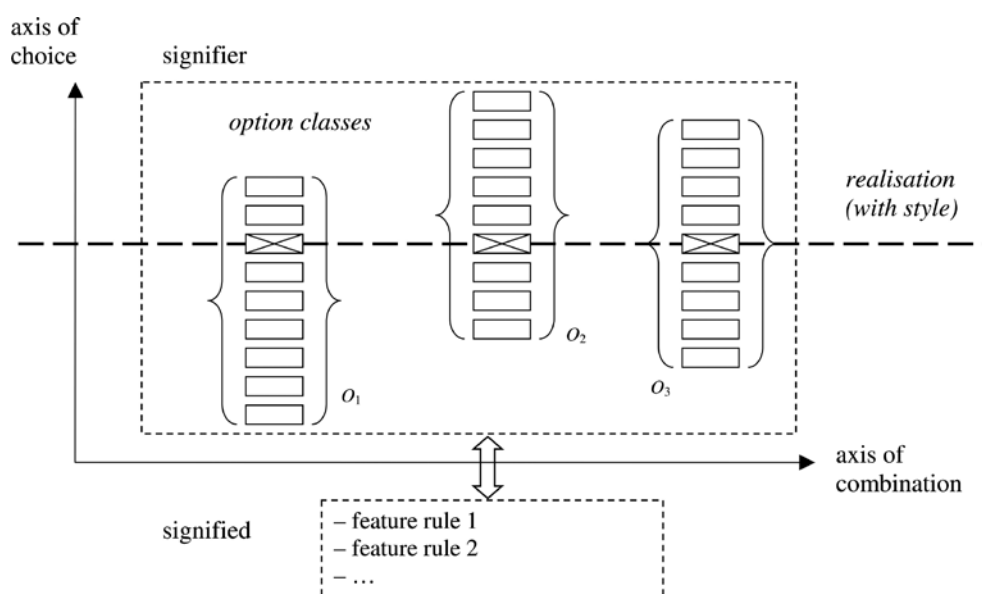 axis of
choice
signifier
option classes
realisation
(with style)
O2
O3
O1
axis of
combination
signified
– feature rule 1
– feature rule 2
– …